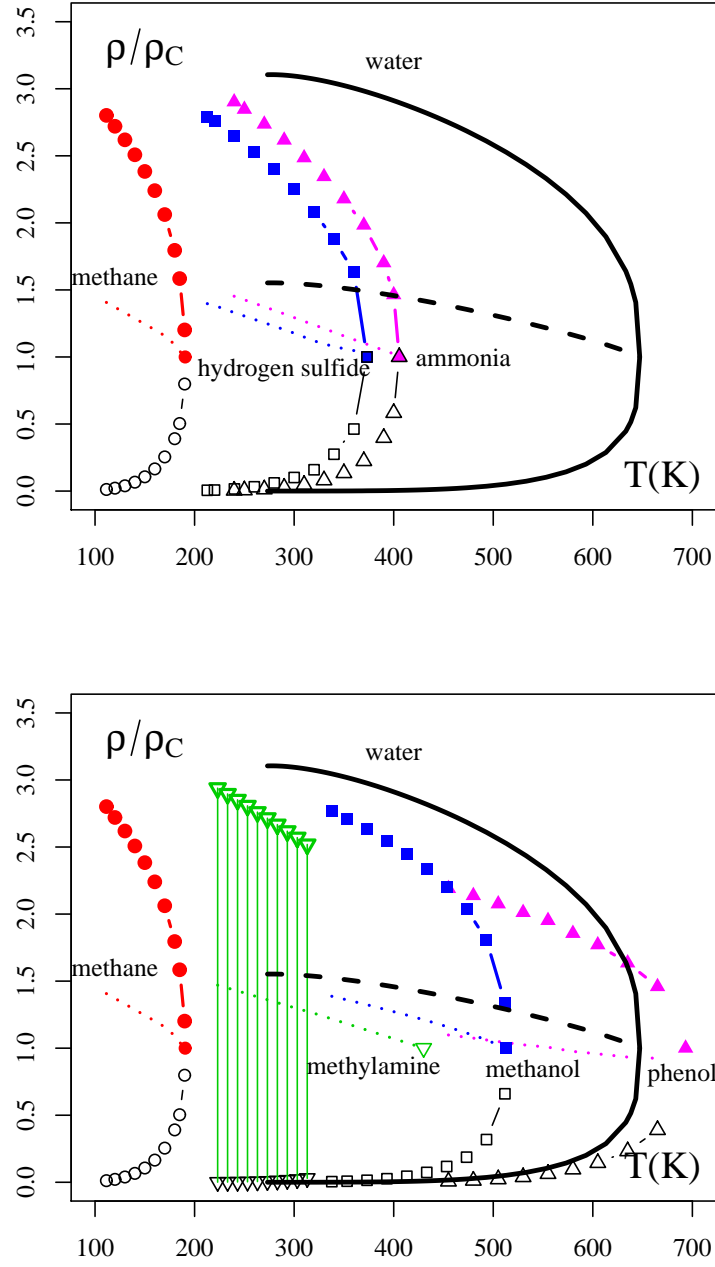 3.5
ρ/ρC
water
3.0
2.5
2.0
methane
1.5
hydrogen sulfide
ammonia
1.0
0.5
T(K)
0.0
100 200 300 400 500 600 700
3.5
ρ/ρC
water
3.0
2.5
2.0
1.5
methane
methylamine
methanol
phenol
1.0
0.5
T(K)
0.0
100 200 300 400 500 600 700